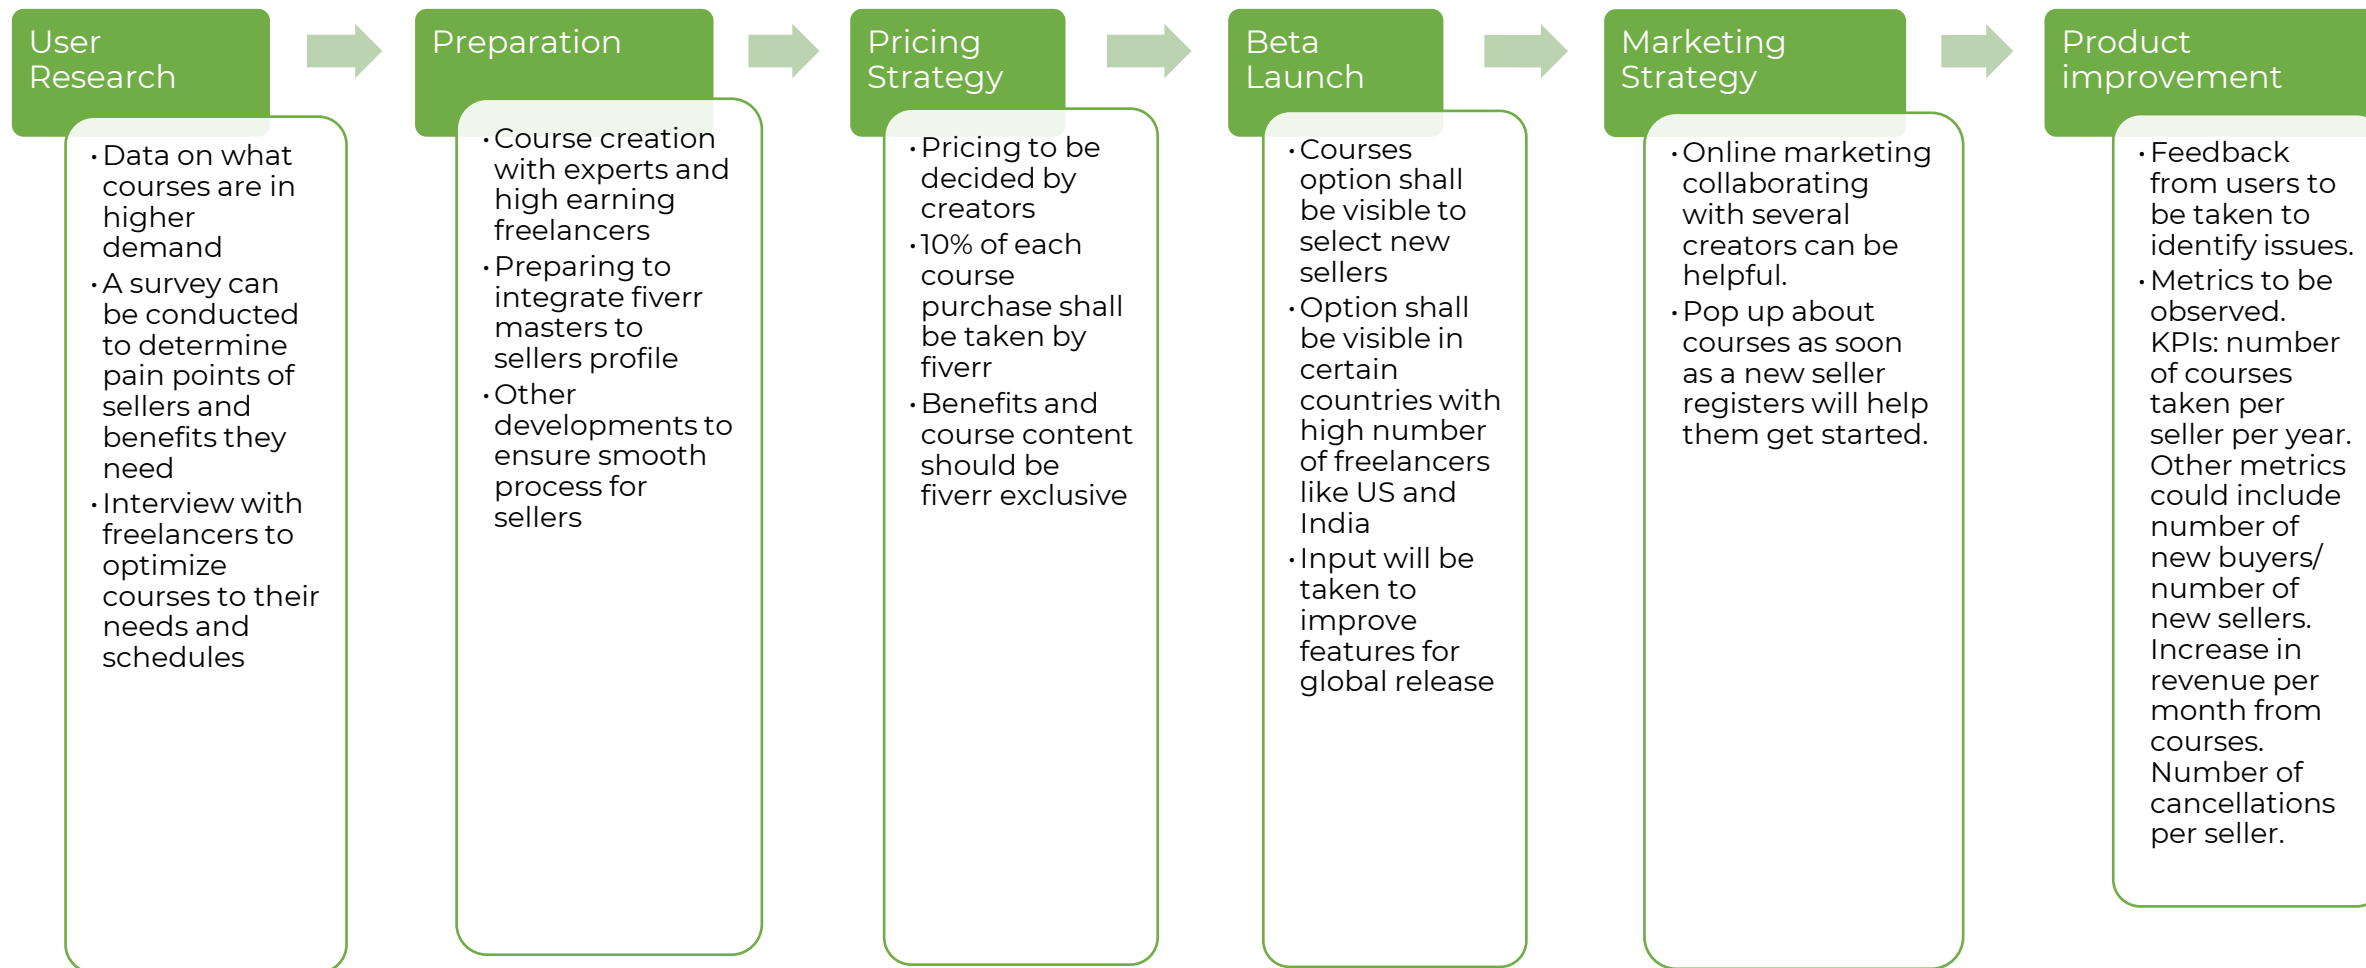 User
Research
· Data on what
courses are in
higher
demand
· A survey can
be conducted
to determine
pain points of
sellers and
benefits they
need
· Interview with
freelancers to
optimize
courses to their
needs and
schedules
Preparation
· Course creation
with experts and
high earning
freelancers
· Preparing to
integrate fiverr
masters to
sellers profile
· Other
developments to
ensure smooth
process for
sellers
Pricing
Strategy
· Pricing to be
decided by
creators
· 10% of each
course
purchase shall
be taken by
fiverr
· Benefits and
course content
should be
fiverr exclusive
Beta
Launch
· Courses
option shall
be visible to
select new
sellers
· Option shall
be visible in
certain
countries with
high number
of freelancers
like US and
India
· Input will be
taken to
improve
features for
global release
Marketing
Strategy
· Online marketing
collaborating
with several
creators can be
helpful.
· Pop up about
courses as soon
as a new seller
registers will help
them get started.
Product
improvement
· Feedback
from users to
be taken to
identify issues.
· Metrics to be
observed.
KPIs: number
of courses
taken per
seller per year.
Other metrics
could include
number of
new buyers/
number of
new sellers.
Increase in
revenue per
month from
courses.
Number of
cancellations
per seller.